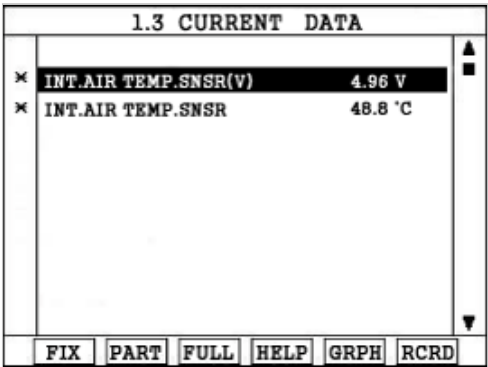 1.3 CURRENT DATA
* INT.AIR TEMP.SNSR(V) 4.96 V
* INT.AIR TEMP.SNSR 48.8 °C
FIX PART FULL HELP GRPH RCRD